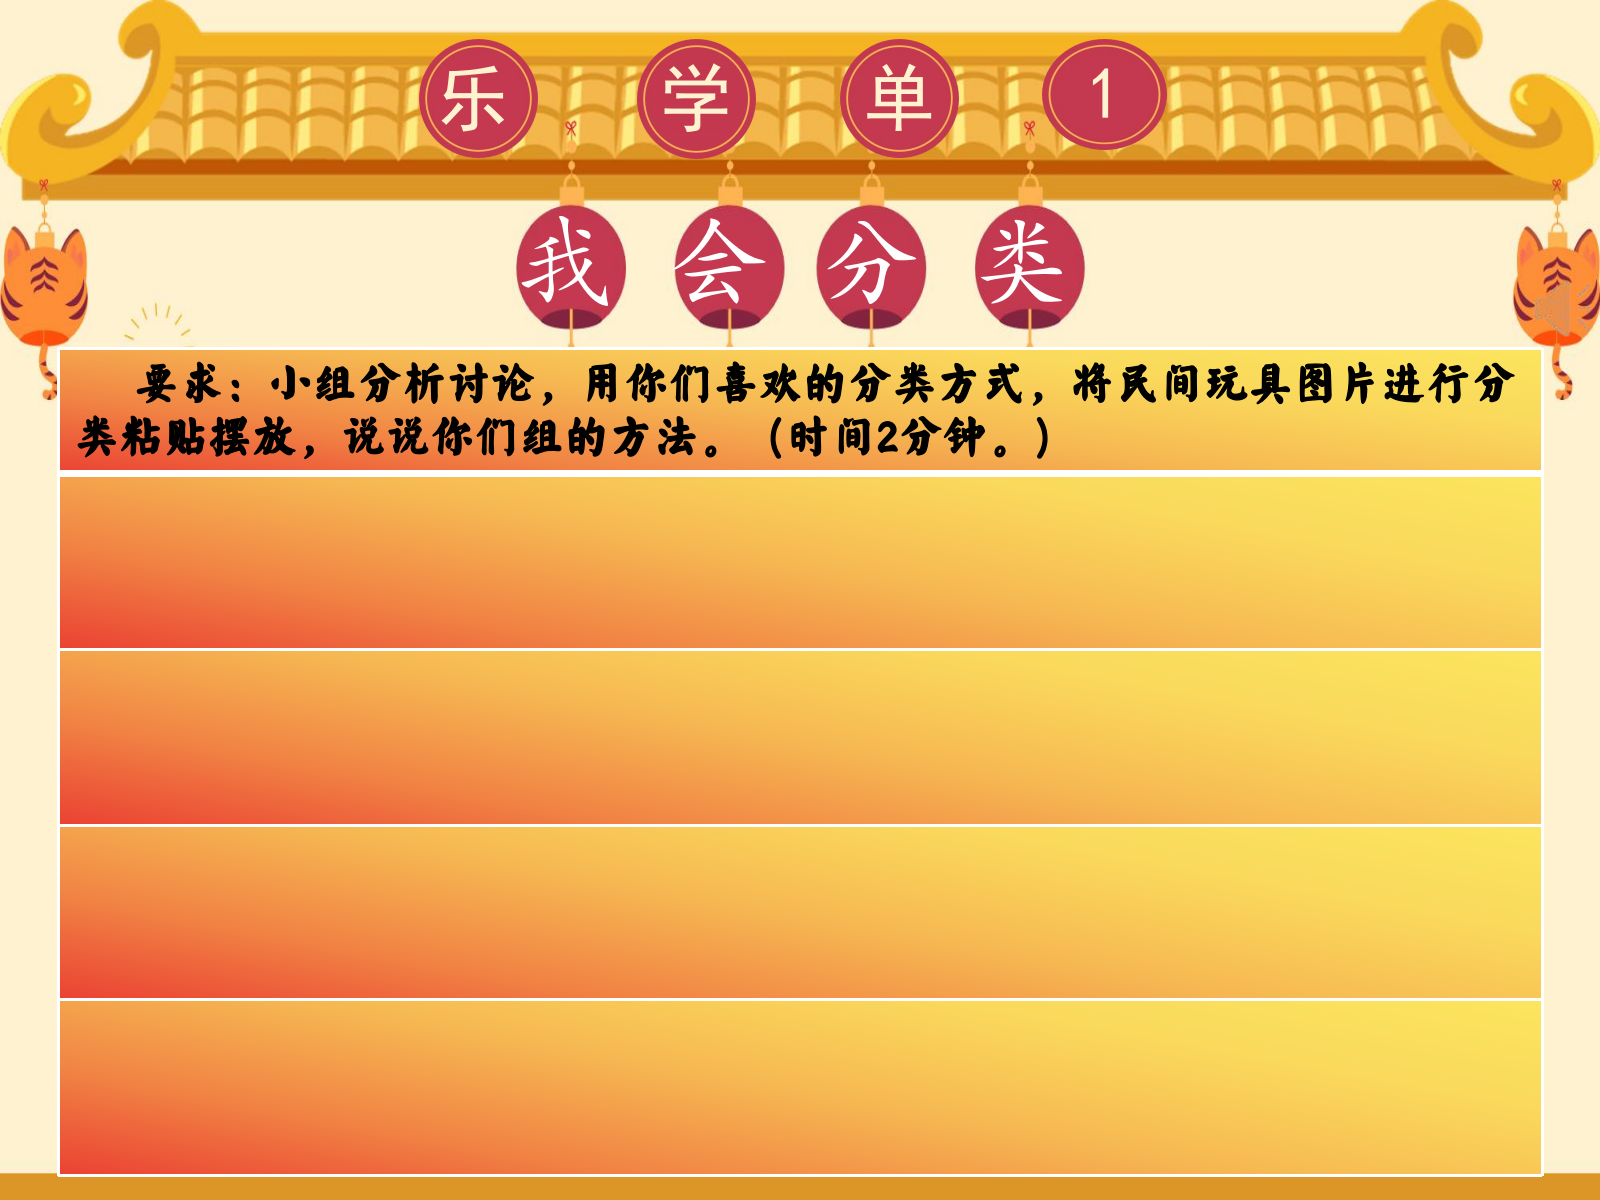 乐学单1
我会分类
要求：小组分析讨论，用你们喜欢的分类方式，将民间玩具图片进行分
类粘贴摆放，说说你们组的方法。（时间2分钟。）